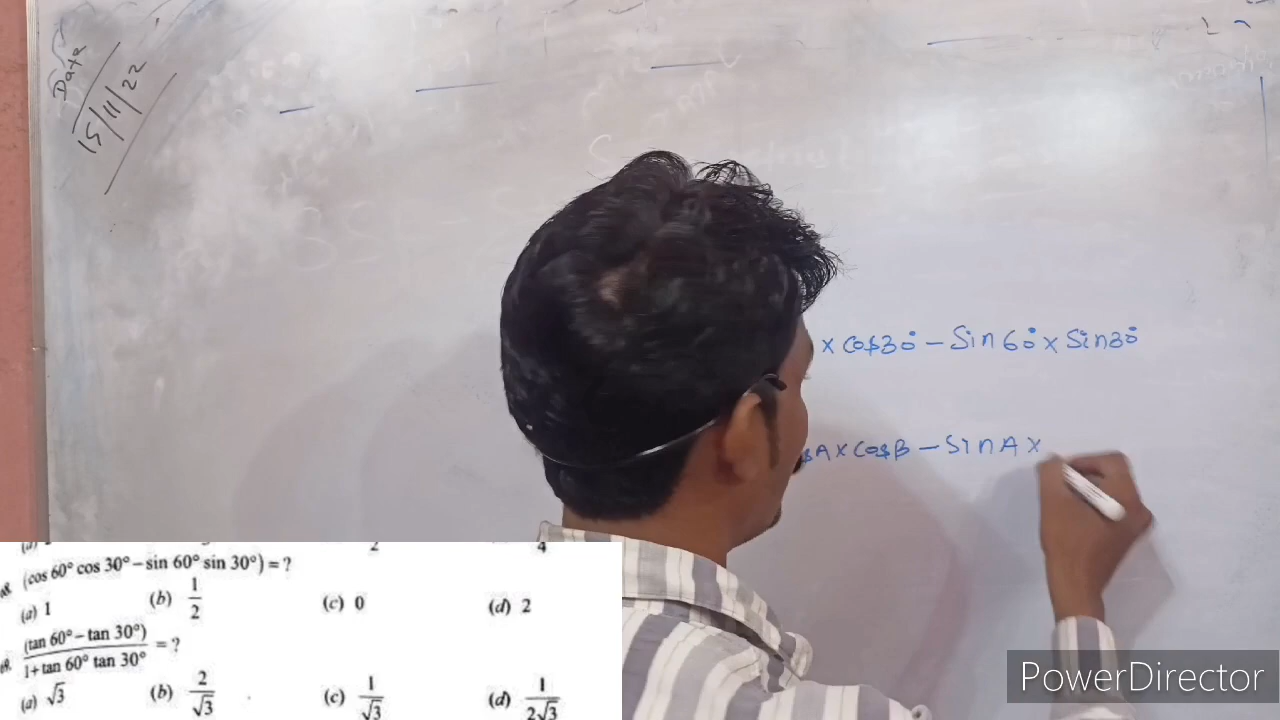 Date
15/11/22
× cos30° – Sin60° × Sin30°
A × cosB – SinA ×
(cos 60° cos 30° – sin 60° sin 30°) = ?
(a) 1 (b) 1/2 (c) 0 (d) 2
(tan 60° – tan 30°) / 1 + tan 60° tan 30° = ?
(a) √3 (b) 2/√3 (c) 1/√3 (d) 1/2√3
PowerDirector